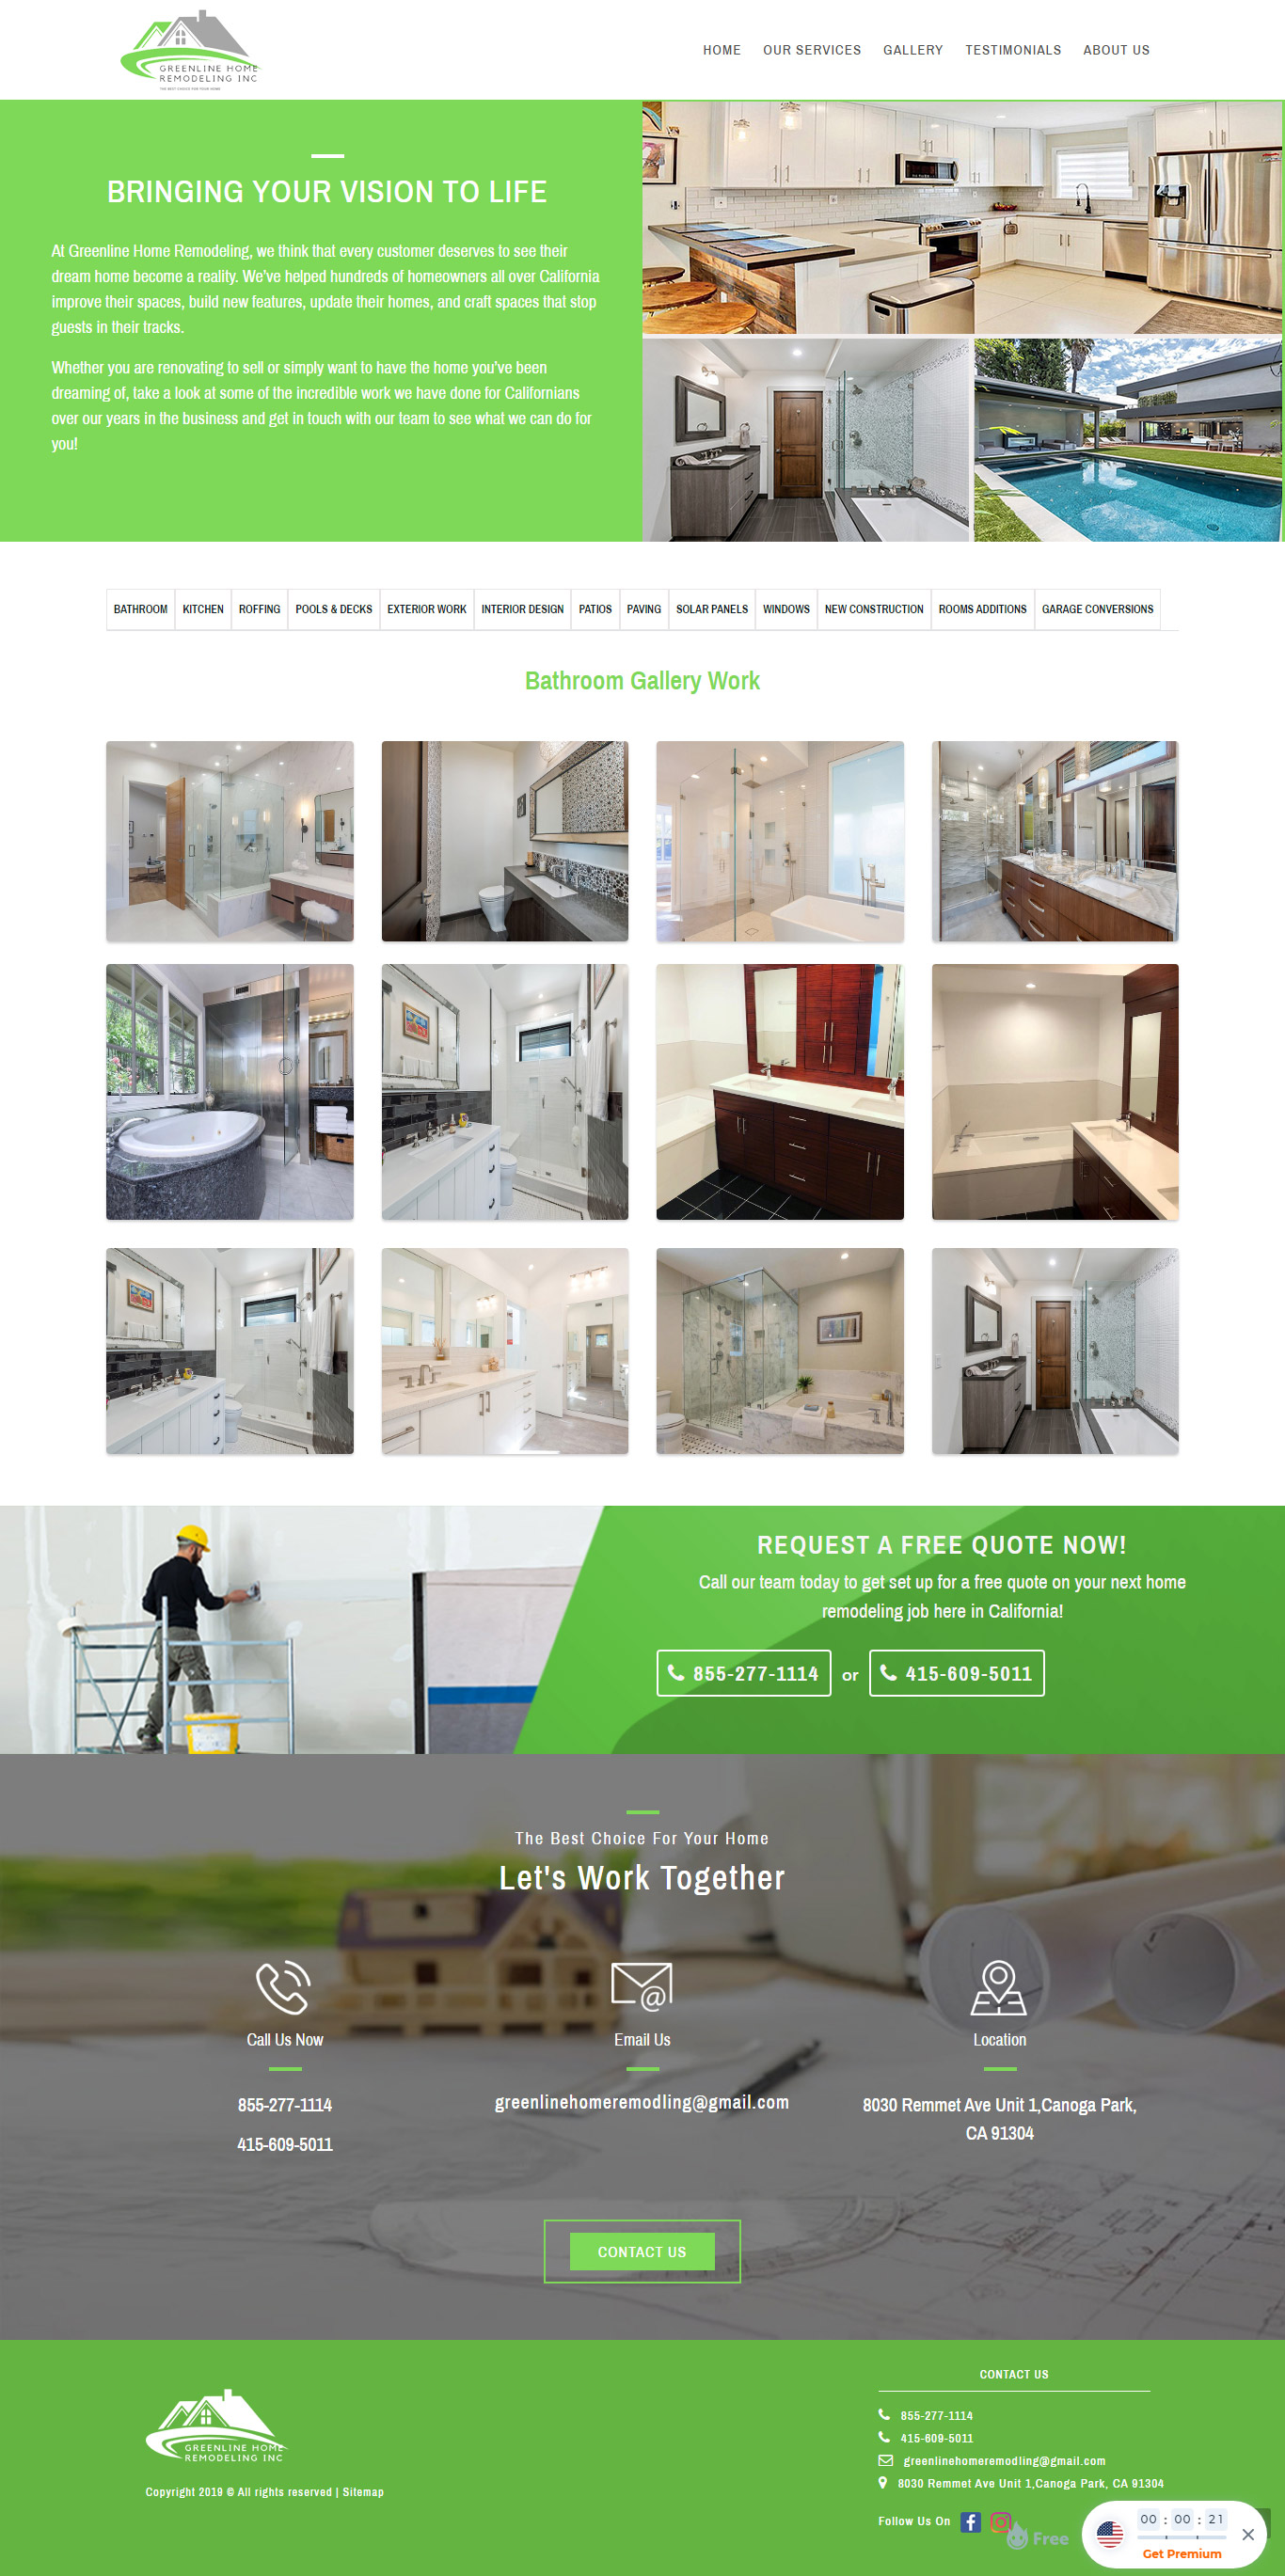 GREENLINE HOME
REMODELING INC
THE BEST CHOICE FOR YOUR HOME
HOME OUR SERVICES GALLERY TESTIMONIALS ABOUT US
BRINGING YOUR VISION TO LIFE
At Greenline Home Remodeling, we think that every customer deserves to see their
dream home become a reality. We've helped hundreds of homeowners all over California
improve their spaces, build new features, update their homes, and craft spaces that stop
guests in their tracks.
Whether you are renovating to sell or simply want to have the home you've been
dreaming of, take a look at some of the incredible work we have done for Californians
over our years in the business and get in touch with our team to see what we can do for
you!
BATHROOM KITCHEN ROFFING POOLS & DECKS EXTERIOR WORK INTERIOR DESIGN PATIOS PAVING SOLAR PANELS WINDOWS NEW CONSTRUCTION ROOMS ADDITIONS GARAGE CONVERSIONS
Bathroom Gallery Work
REQUEST A FREE QUOTE NOW!
Call our team today to get set up for a free quote on your next home
remodeling job here in California!
855-277-1114 or 415-609-5011
The Best Choice For Your Home
Let's Work Together
Call Us Now
855-277-1114
415-609-5011
Email Us
greenlinehomeremodling@gmail.com
Location
8030 Remmet Ave Unit 1,Canoga Park,
CA 91304
CONTACT US
GREENLINE HOME
REMODELING INC
Copyright 2019 © All rights reserved | Sitemap
CONTACT US
855-277-1114
415-609-5011
greenlinehomeremodling@gmail.com
8030 Remmet Ave Unit 1,Canoga Park, CA 91304
Follow Us On
Free
00 : 00 : 21
Get Premium